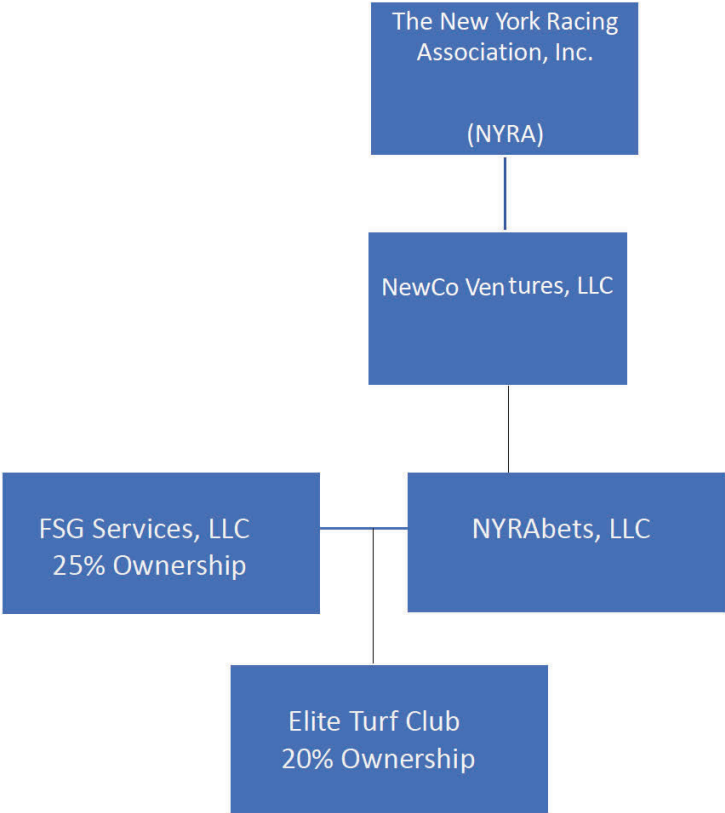 The New York Racing
Association, Inc.
(NYRA)
NewCo Ventures, LLC
FSG Services, LLC
25% Ownership
NYRAbets, LLC
Elite Turf Club
20% Ownership